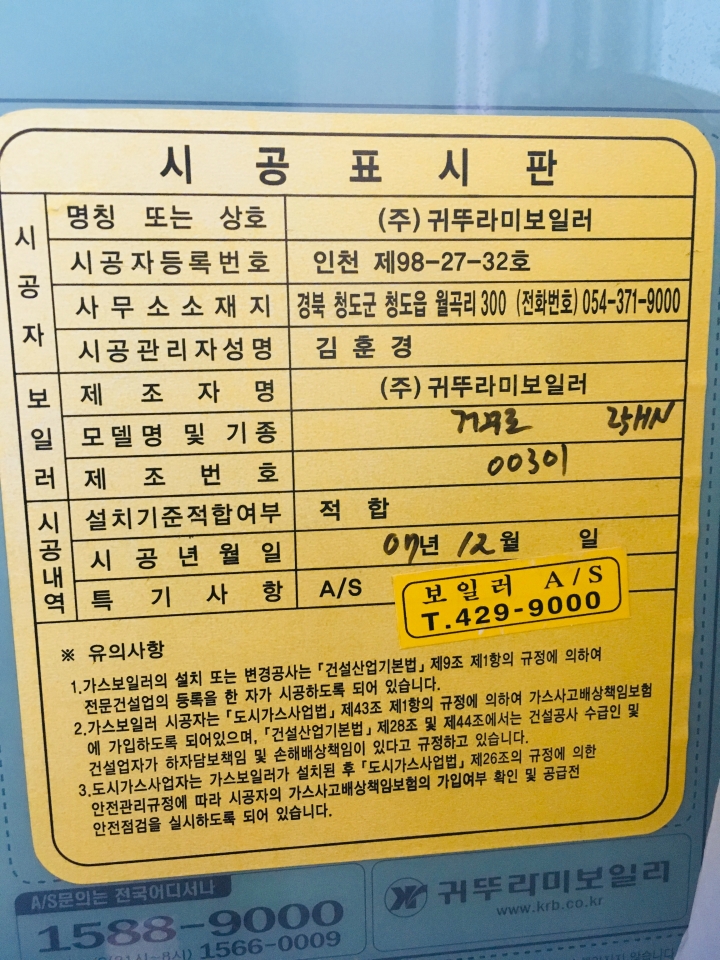 시공표시판
시공자
명칭 또는 상호 (주)귀뚜라미보일러
시공자등록번호 인천 제98-27-32호
사무소소재지 경북 청도군 청도읍 월곡리 300 (전화번호) 054-371-9000
시공관리자성명 김훈경
보일러
제조자명 (주)귀뚜라미보일러
모델명 및 기종 25HN
제조번호 00301
시공내역
설치기준적합여부 적합
시공년월일 07년 12월 일
특기사항 A/S
보일러 A/S
T.429-9000
※ 유의사항
1.가스보일러의 설치 또는 변경공사는 「건설산업기본법」 제9조 제1항의 규정에 의하여
전문건설업의 등록을 한 자가 시공하도록 되어 있습니다.
2.가스보일러 시공자는 「도시가스사업법」 제43조 제1항의 규정에 의하여 가스사고배상책임보험
에 가입하도록 되어있으며, 「건설산업기본법」 제28조 및 제44조에서는 건설공사 수급인 및
건설업자가 하자담보책임 및 손해배상책임이 있다고 규정하고 있습니다.
3.도시가스사업자는 가스보일러가 설치된 후 「도시가스사업법」 제26조의 규정에 의한
안전관리규정에 따라 시공자의 가스사고배상책임보험의 가입여부 확인 및 공급전
안전점검을 실시하도록 되어 있습니다.
A/S문의는 전국어디서나
1588-9000
1566-0009
귀뚜라미보일러
www.krb.co.kr